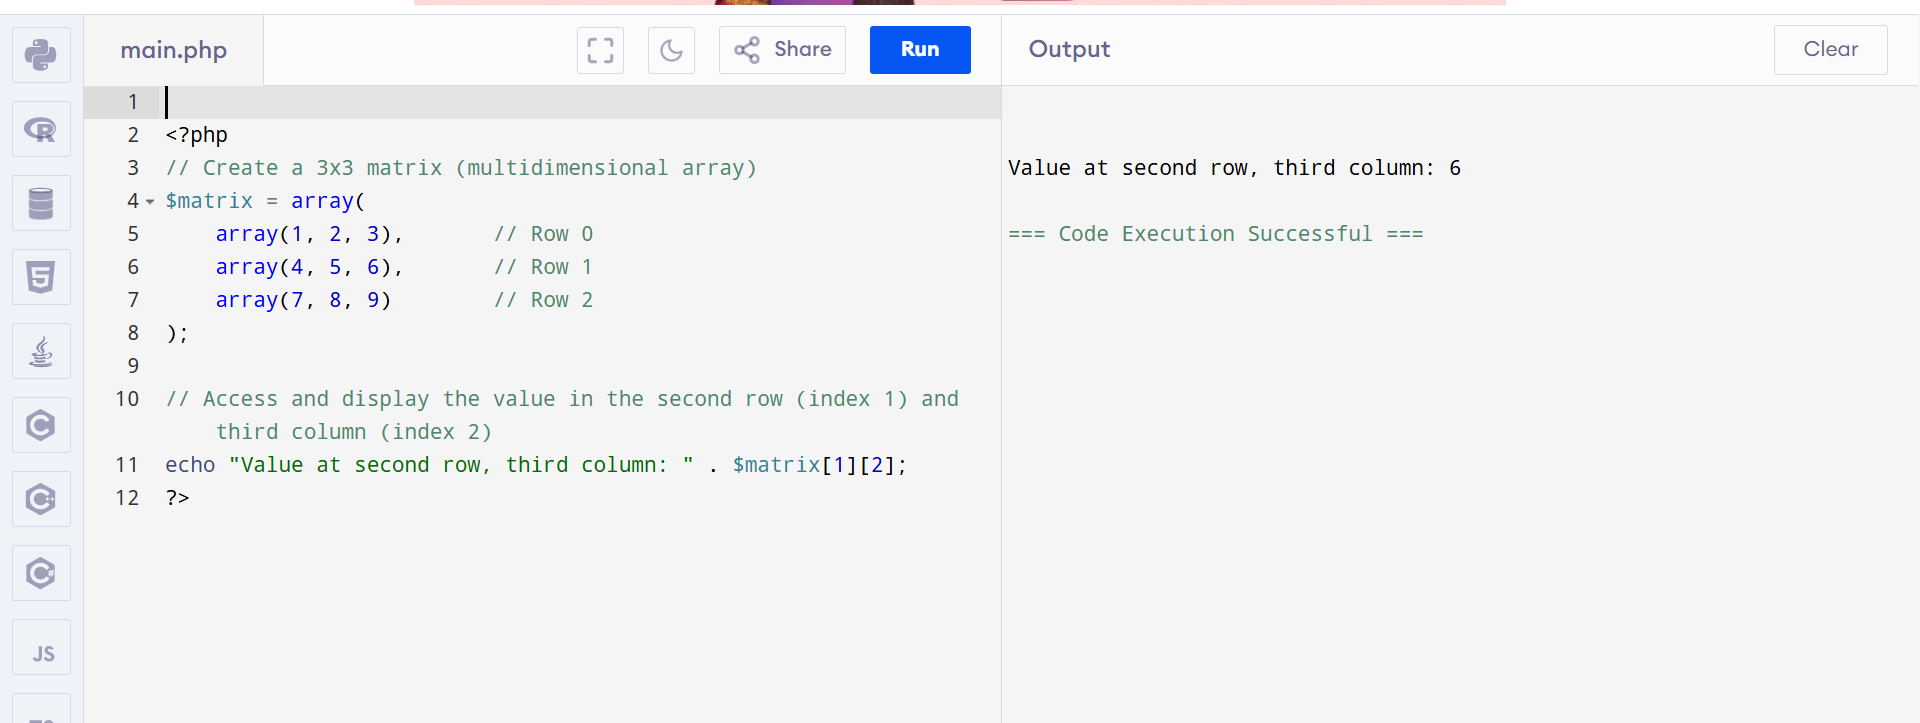 main.php
Share
Run
Output
Clear
1
2 <?php
3 // Create a 3x3 matrix (multidimensional array)
4 $matrix = array(
5     array(1, 2, 3),       // Row 0
6     array(4, 5, 6),       // Row 1
7     array(7, 8, 9)        // Row 2
8 );
9
10 // Access and display the value in the second row (index 1) and
third column (index 2)
11 echo "Value at second row, third column: " . $matrix[1][2];
12 ?>
Value at second row, third column: 6
=== Code Execution Successful ===
R
5
C
C
C#
JS